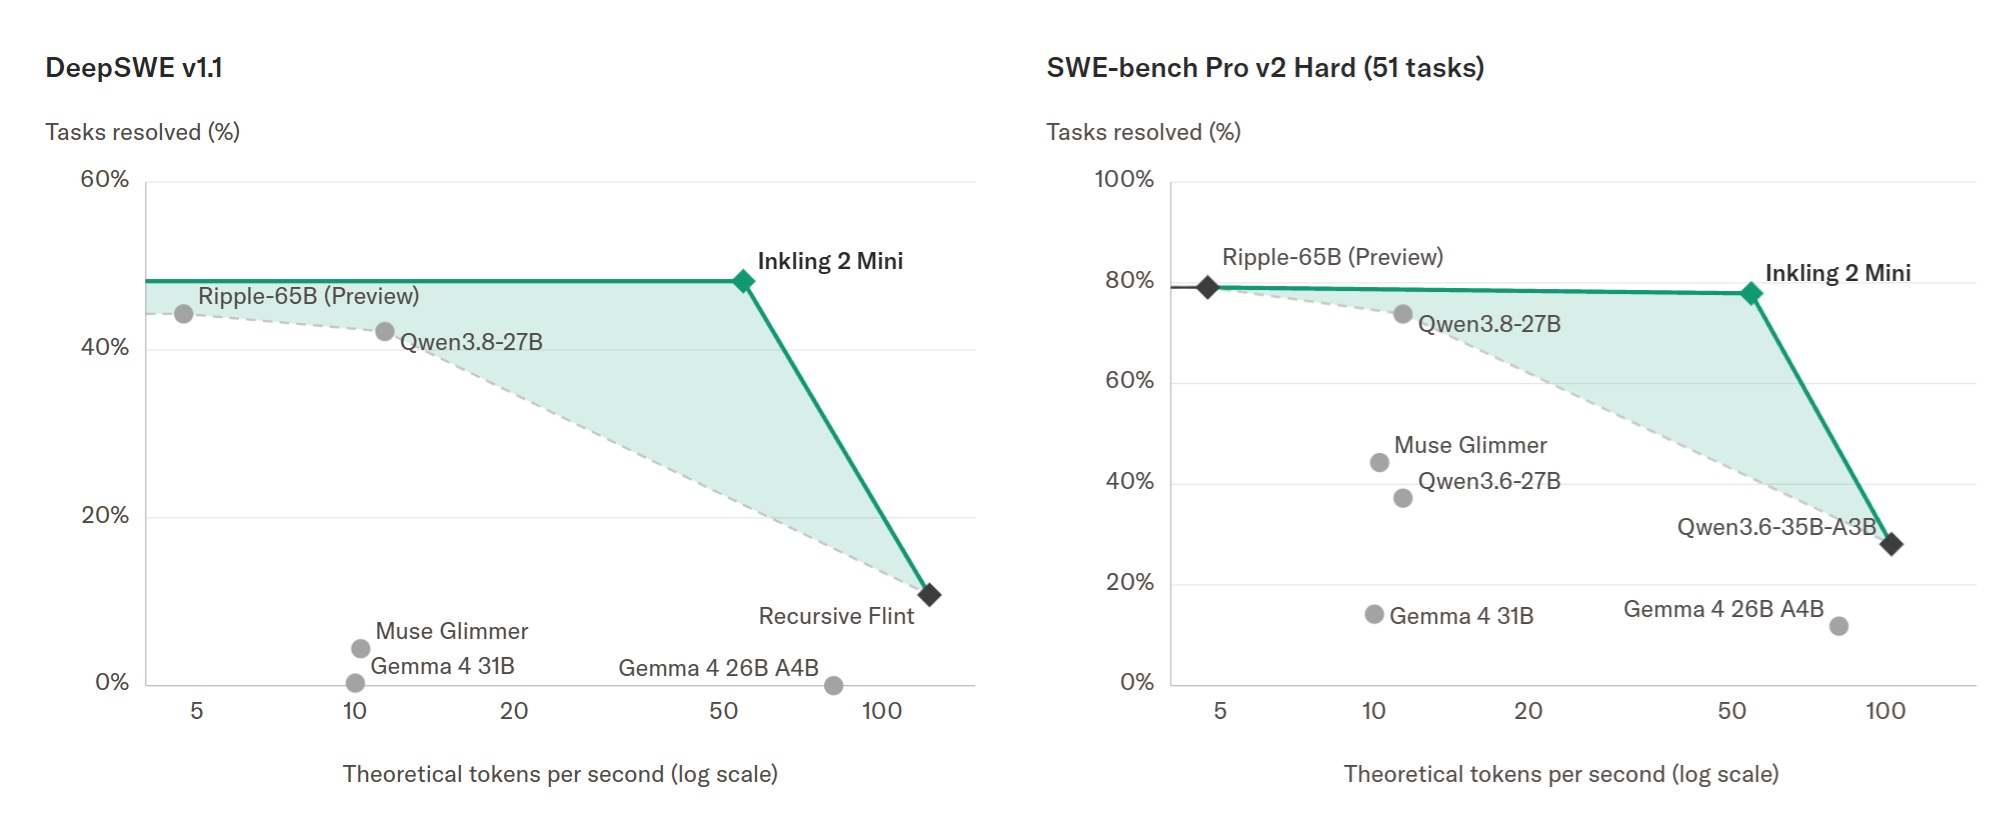 DeepSWE v1.1
Tasks resolved (%)
60%
40%
20%
0%
Inkling 2 Mini
Ripple-65B (Preview)
Qwen3.8-27B
Recursive Flint
Muse Glimmer
Gemma 4 31B
Gemma 4 26B A4B
5 10 20 50 100
Theoretical tokens per second (log scale)
SWE-bench Pro v2 Hard (51 tasks)
Tasks resolved (%)
100%
80%
60%
40%
20%
0%
Ripple-65B (Preview)
Inkling 2 Mini
Qwen3.8-27B
Muse Glimmer
Qwen3.6-27B
Qwen3.6-35B-A3B
Gemma 4 31B
Gemma 4 26B A4B
5 10 20 50 100
Theoretical tokens per second (log scale)